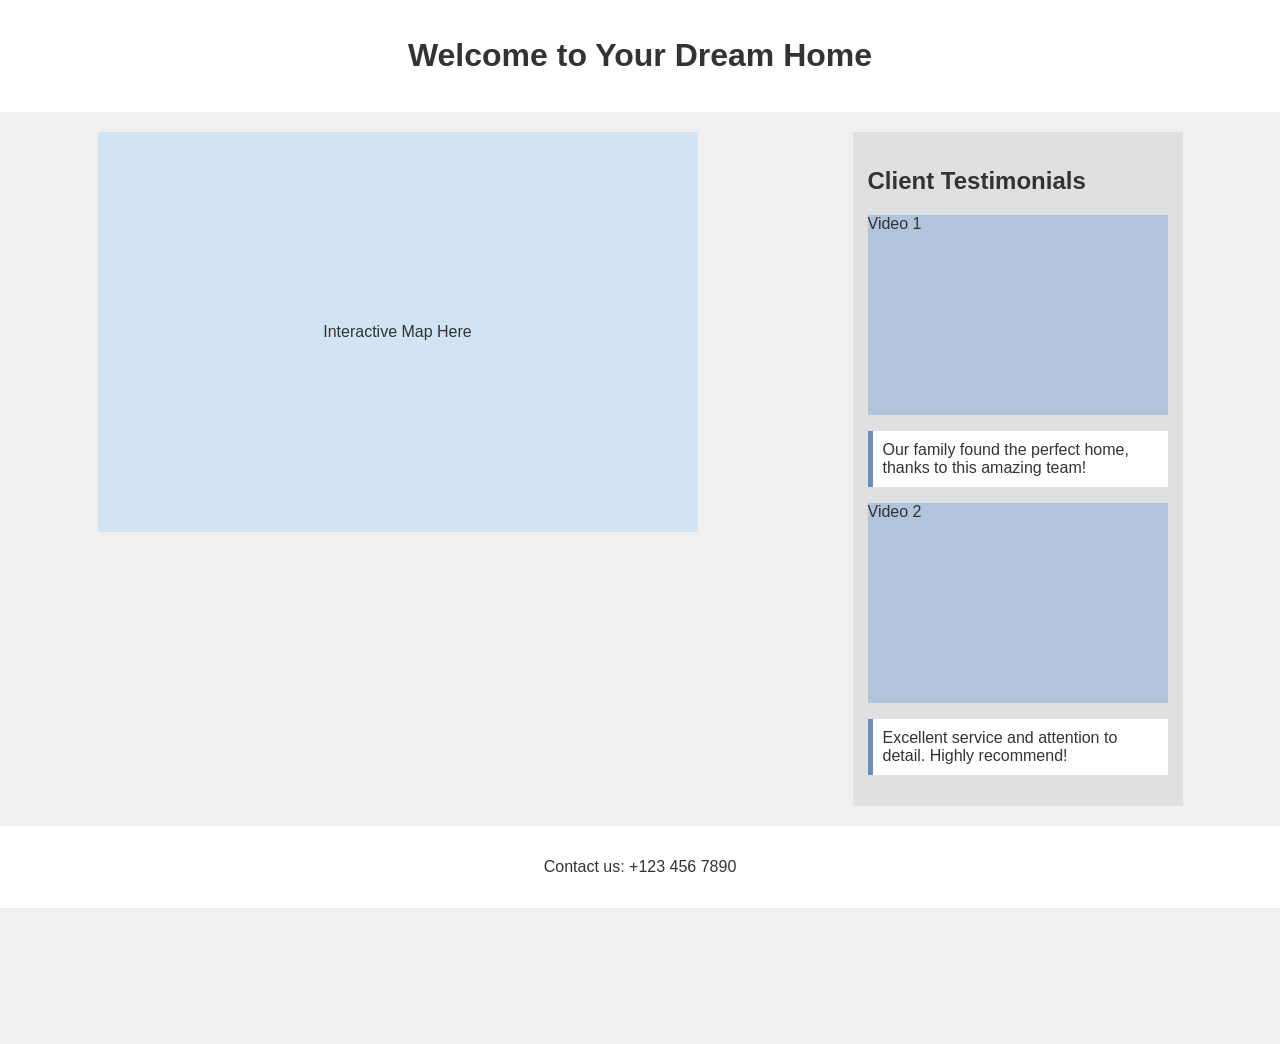 Welcome to Your Dream Home
Interactive Map Here
Client Testimonials
Video 1
Our family found the perfect home,
thanks to this amazing team!
Video 2
Excellent service and attention to
detail. Highly recommend!
Contact us: +123 456 7890